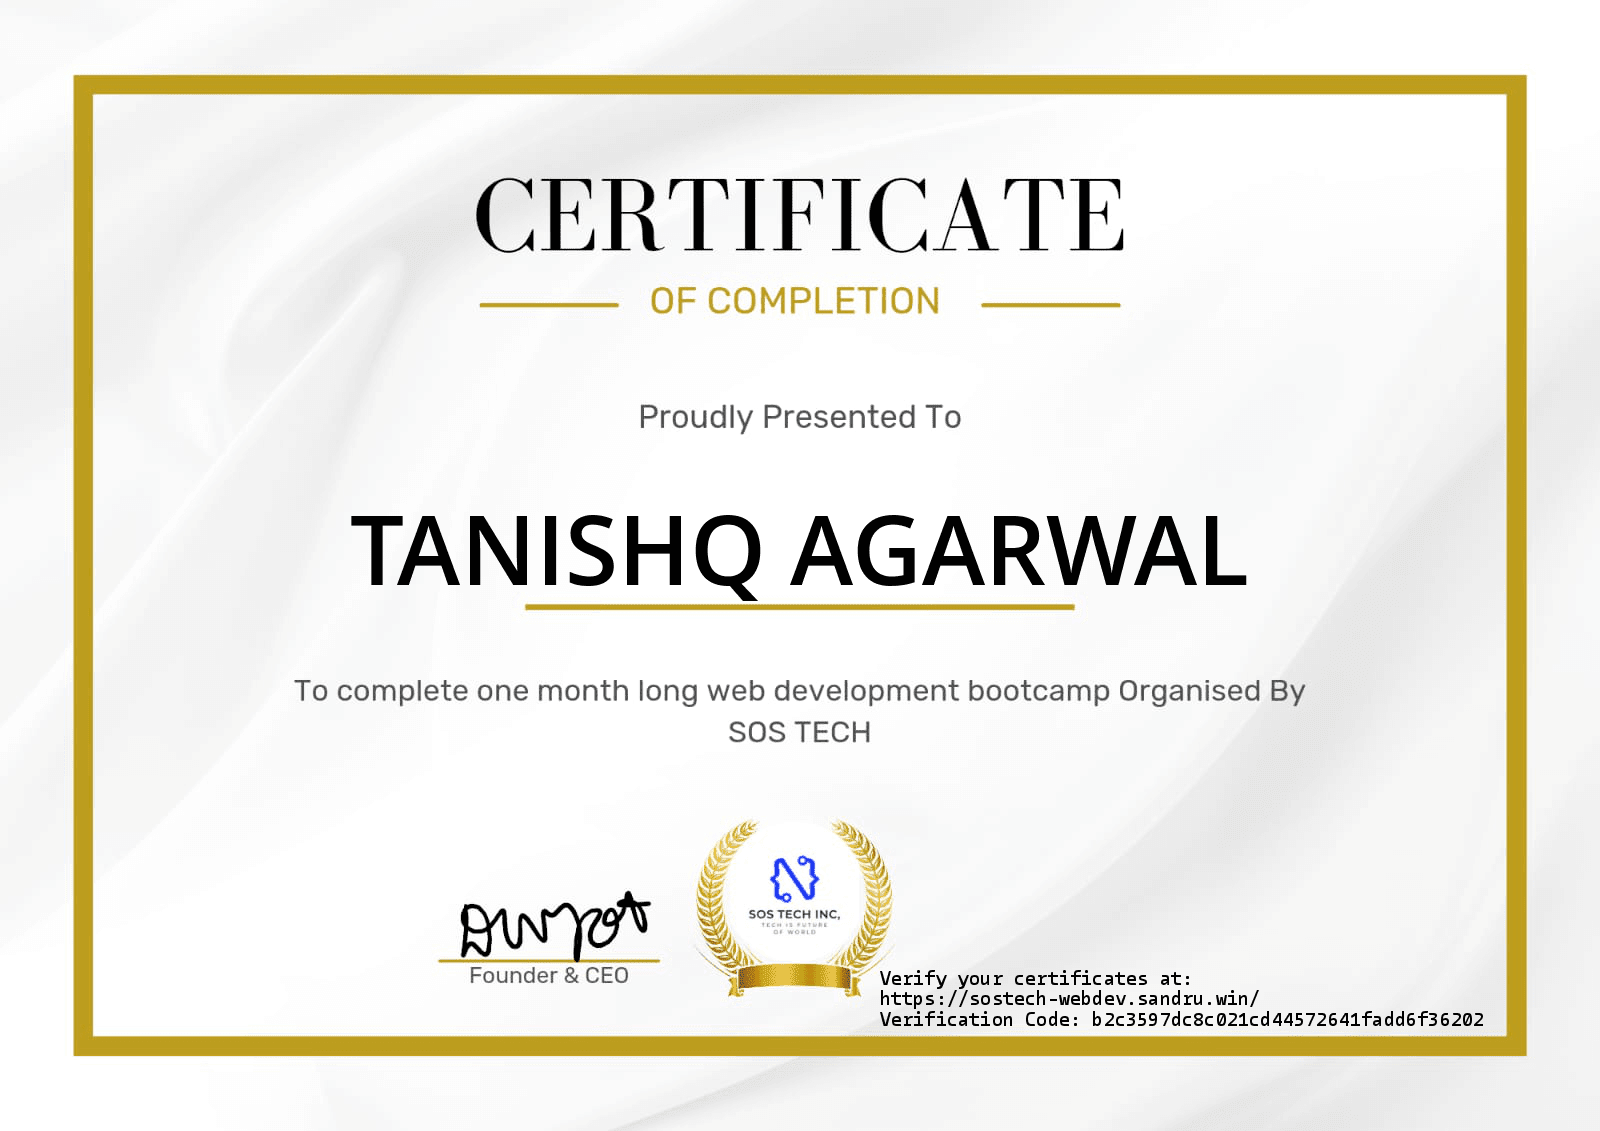 CERTIFICATE
OF COMPLETION
Proudly Presented To
TANISHQ AGARWAL
To complete one month long web development bootcamp Organised By
SOS TECH
Founder & CEO
SOS TECH INC,
TECH IS FUTURE
OF WORLD
Verify your certificates at:
https://sostech-webdev.sandru.win/
Verification Code: b2c3597dc8c021cd44572641fadd6f36202